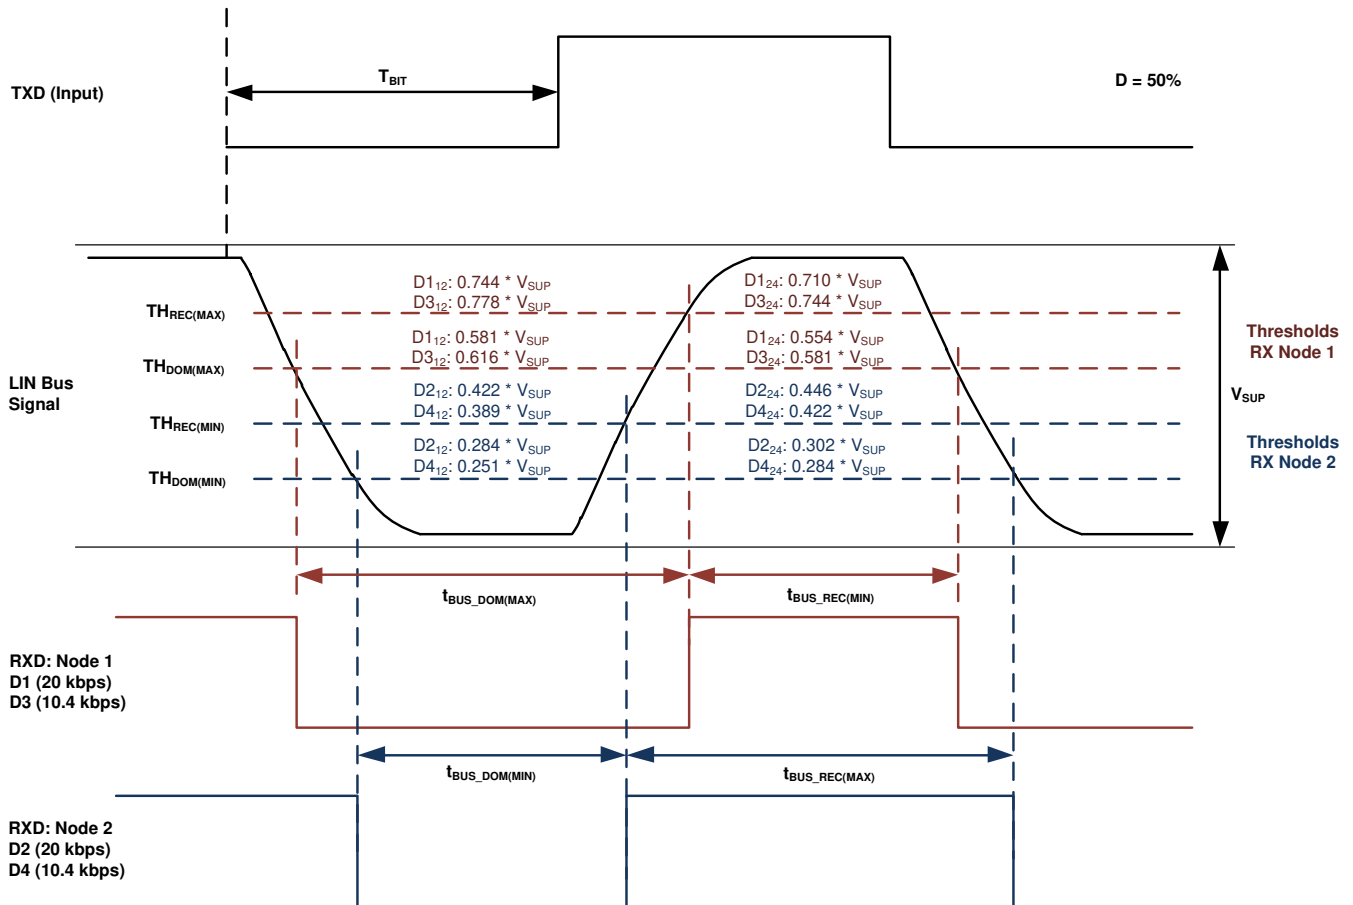 T_BIT
TXD (Input)
D = 50%
D1₁₂: 0.744 * V_SUP
D3₁₂: 0.778 * V_SUP
D1₂₄: 0.710 * V_SUP
D3₂₄: 0.744 * V_SUP
TH_REC(MAX)
D1₁₂: 0.581 * V_SUP
D3₁₂: 0.616 * V_SUP
D1₂₄: 0.554 * V_SUP
D3₂₄: 0.581 * V_SUP
Thresholds
RX Node 1
TH_DOM(MAX)
LIN Bus
Signal
D2₁₂: 0.422 * V_SUP
D4₁₂: 0.389 * V_SUP
D2₂₄: 0.446 * V_SUP
D4₂₄: 0.422 * V_SUP
V_SUP
TH_REC(MIN)
D2₁₂: 0.284 * V_SUP
D4₁₂: 0.251 * V_SUP
D2₂₄: 0.302 * V_SUP
D4₂₄: 0.284 * V_SUP
Thresholds
RX Node 2
TH_DOM(MIN)
t_BUS_DOM(MAX)
t_BUS_REC(MIN)
RXD: Node 1
D1 (20 kbps)
D3 (10.4 kbps)
t_BUS_DOM(MIN)
t_BUS_REC(MAX)
RXD: Node 2
D2 (20 kbps)
D4 (10.4 kbps)